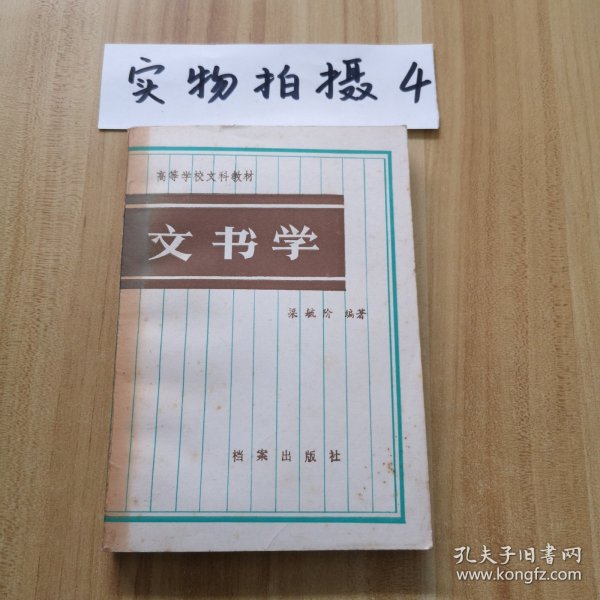 实物拍摄4
高等学校文科教材
文书学
梁毓阶 编著
档案出版社
孔夫子旧书网
www.kongfz.com